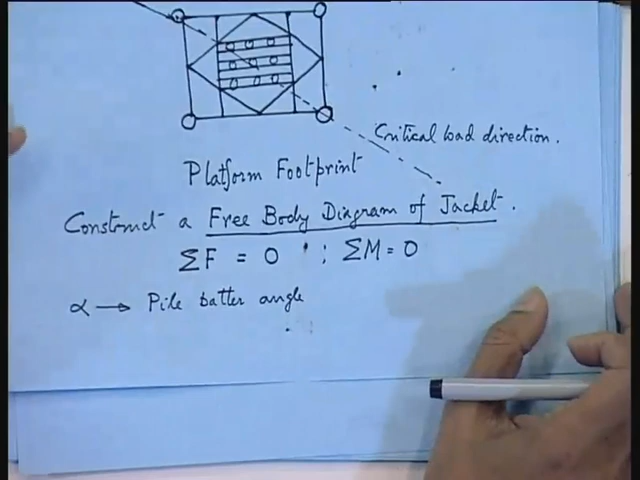 Critical load direction.
Platform Footprint
Construct a Free Body Diagram of Jacket.
ΣF = 0 ; ΣM = 0
α → Pile batter angle